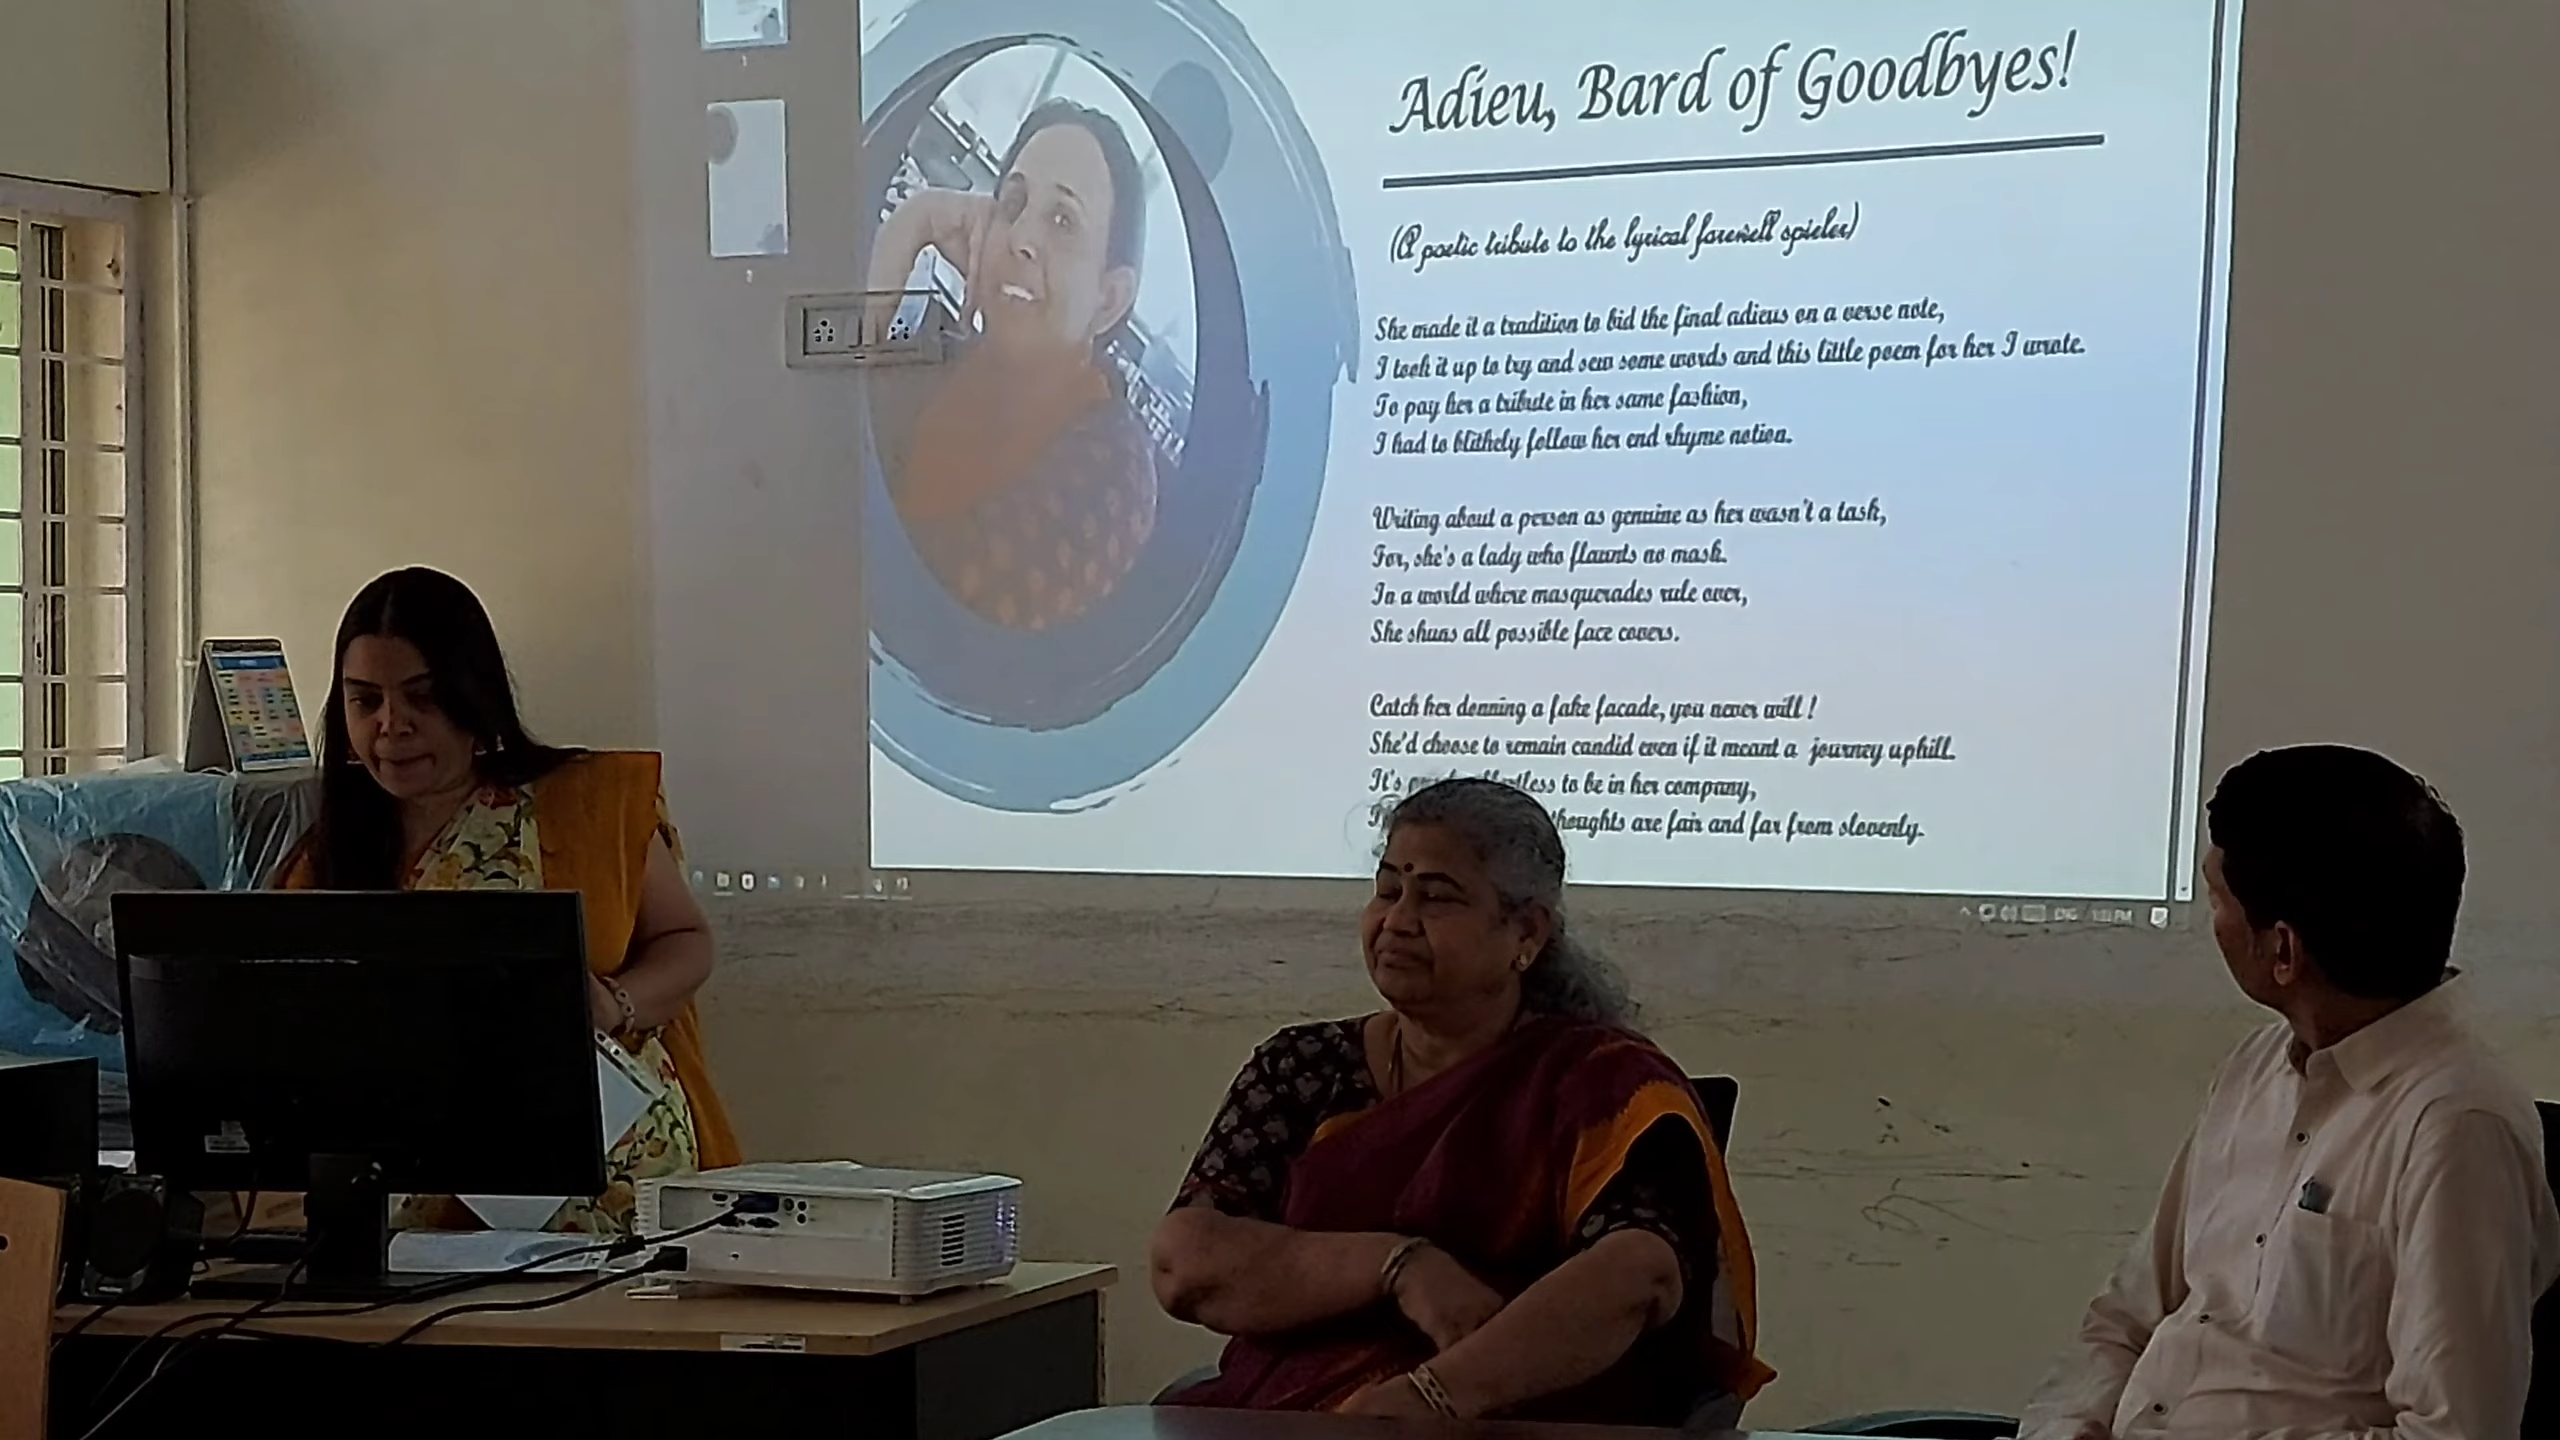 Adieu, Bard of Goodbyes!
(A poetic tribute to the lyrical farewell spieler)
She made it a tradition to bid the final adieus on a verse note,
I took it up to try and sew some words and this little poem for her I wrote.
To pay her a tribute in her same fashion,
I had to blithely follow her end rhyme notion.
Writing about a person as genuine as her wasn't a task,
For, she's a lady who flaunts no mask.
In a world where masquerades rule over,
She shuns all possible face covers.
Catch her donning a fake facade, you never will !
She'd choose to remain candid even if it meant a journey uphill.
It's to be in her company,
thoughts are fair and far from slovenly.
ENG